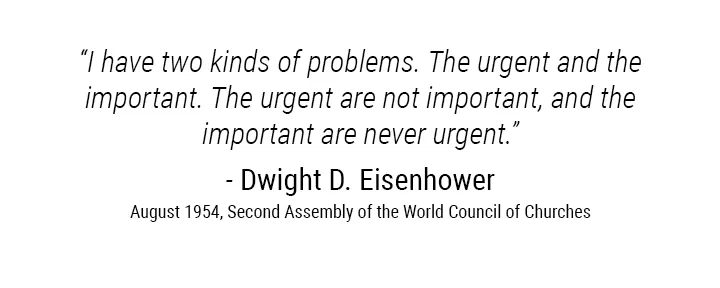 “I have two kinds of problems. The urgent and the
important. The urgent are not important, and the
important are never urgent.”
- Dwight D. Eisenhower
August 1954, Second Assembly of the World Council of Churches